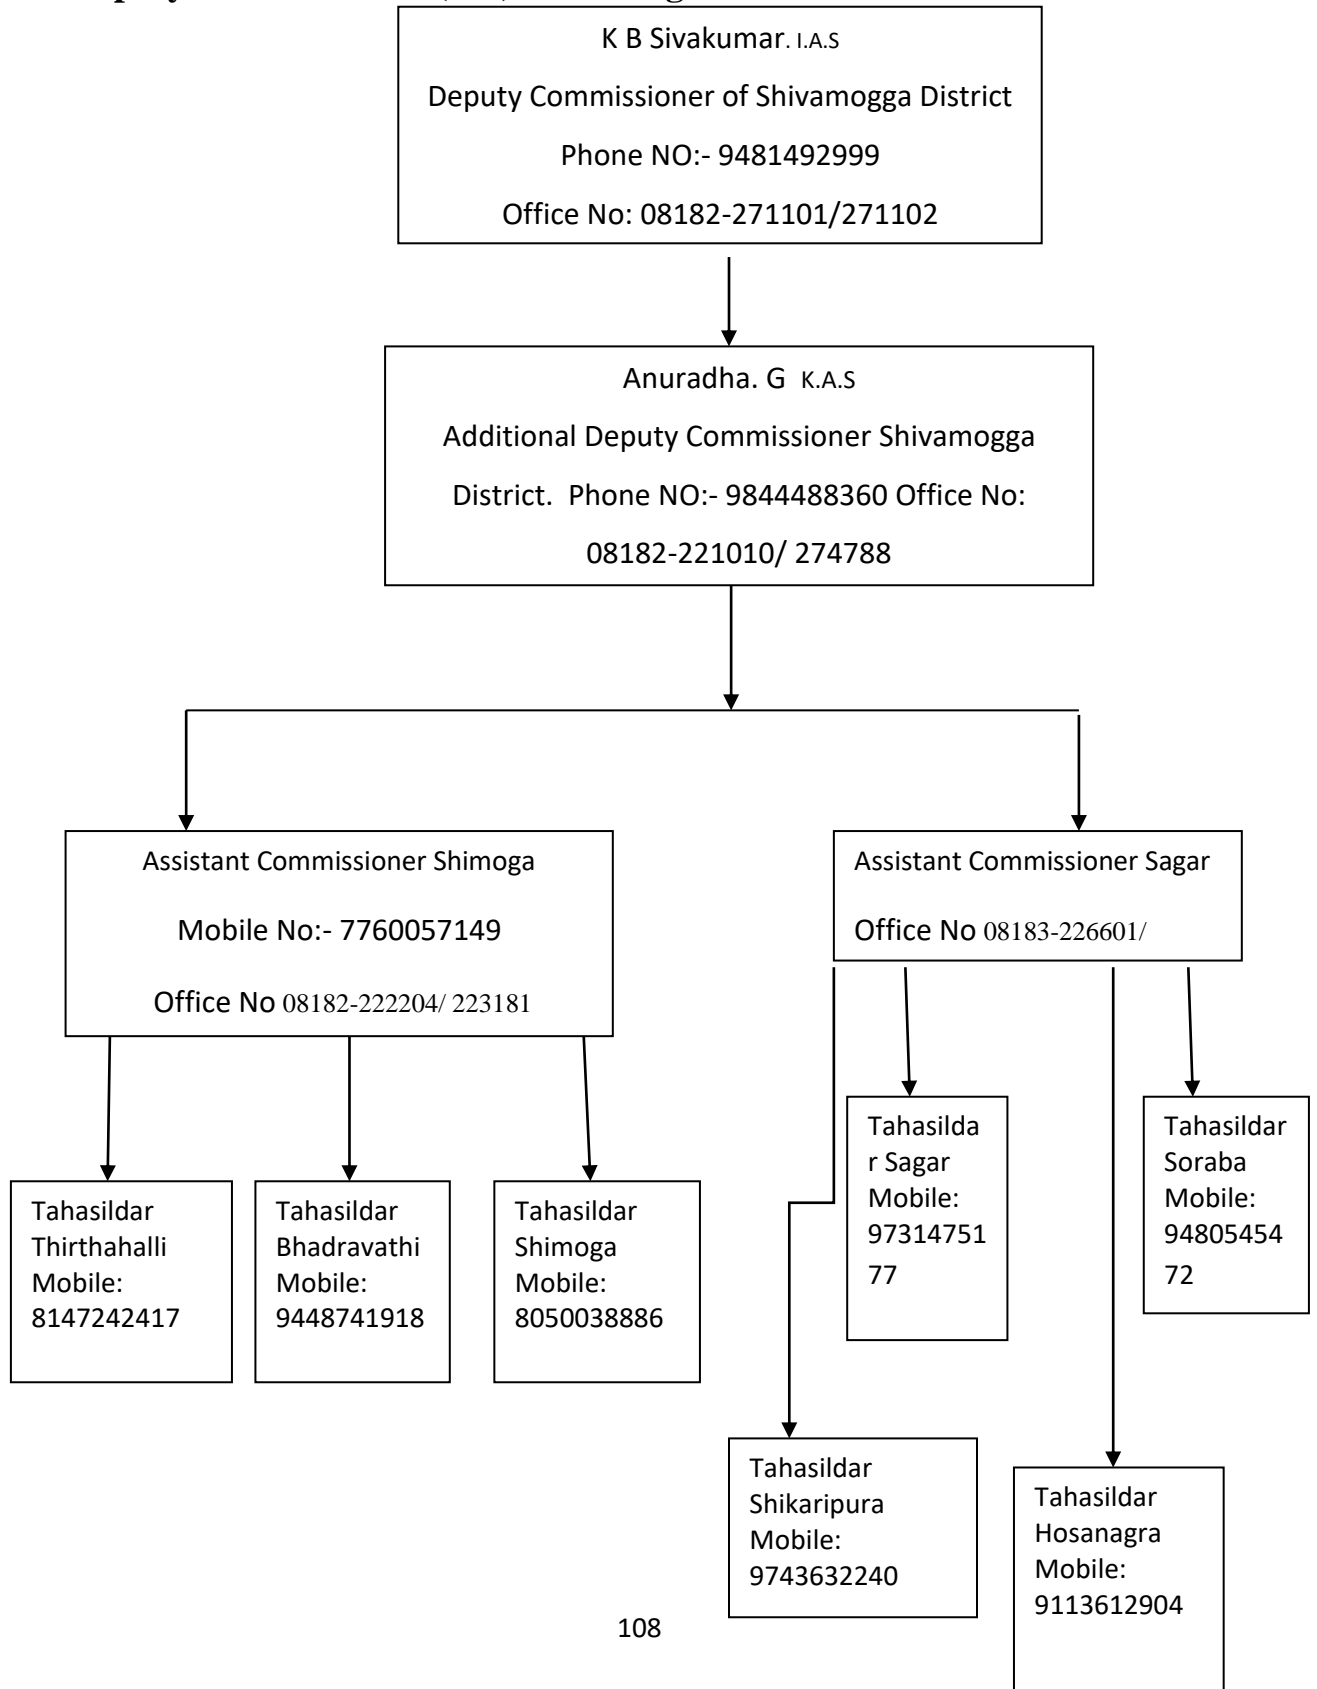 K B Sivakumar. I.A.S
Deputy Commissioner of Shivamogga District
Phone NO:- 9481492999
Office No: 08182-271101/271102
Anuradha. G K.A.S
Additional Deputy Commissioner Shivamogga
District. Phone NO:- 9844488360 Office No:
08182-221010/ 274788
Assistant Commissioner Shimoga
Mobile No:- 7760057149
Office No 08182-222204/ 223181
Assistant Commissioner Sagar
Office No 08183-226601/
Tahasildar
Thirthahalli
Mobile:
8147242417
Tahasildar
Bhadravathi
Mobile:
9448741918
Tahasildar
Shimoga
Mobile:
8050038886
Tahasilda
r Sagar
Mobile:
97314751
77
Tahasildar
Soraba
Mobile:
94805454
72
Tahasildar
Shikaripura
Mobile:
9743632240
Tahasildar
Hosanagra
Mobile:
9113612904
108